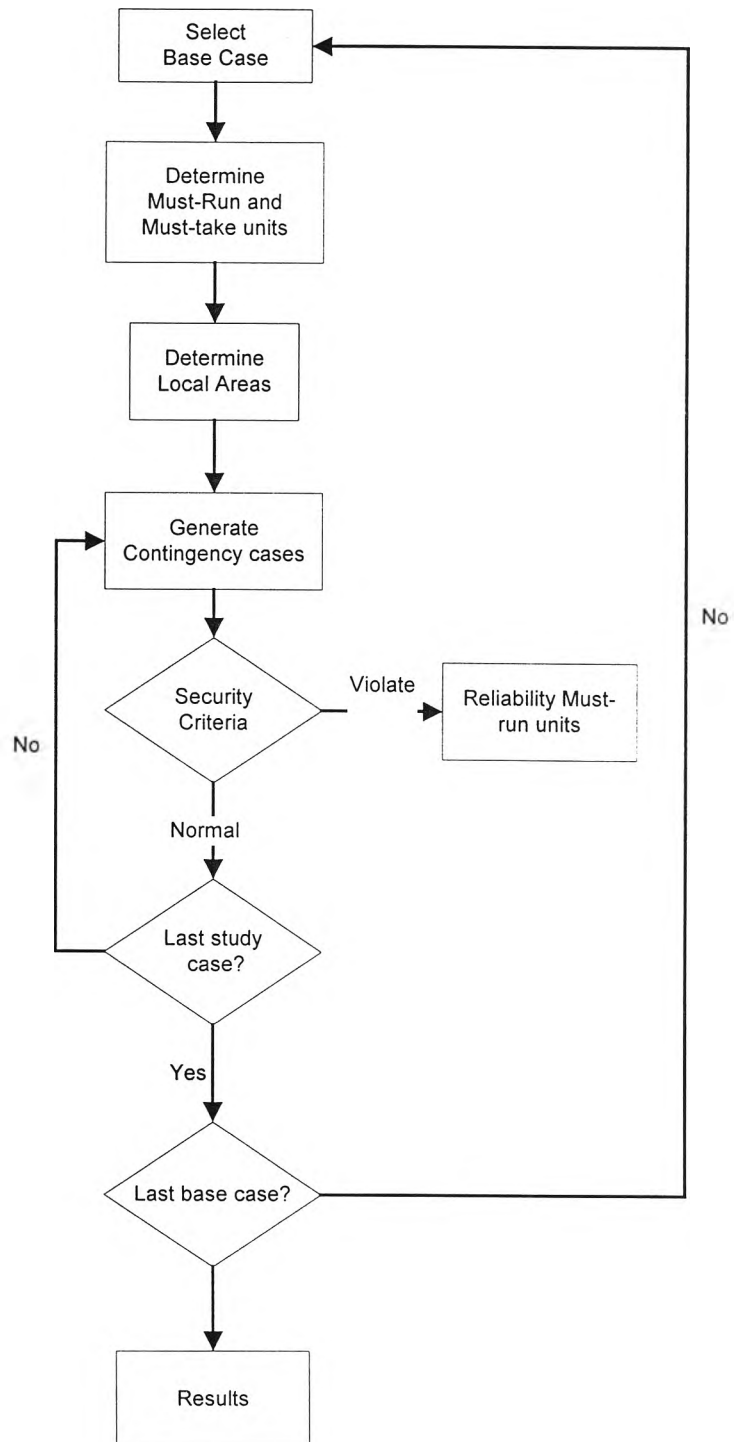 Select
Base Case
Determine
Must-Run and
Must-take units
Determine
Local Areas
Generate
Contingency cases
No
Security
Criteria
Violate
Reliability Must-
run units
No
Normal
Last study
case?
Yes
Last base case?
Results